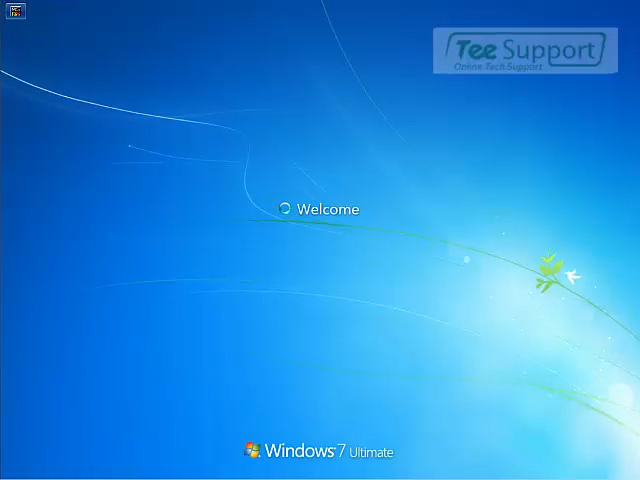 Tee Support
Online Tech Support
Welcome
Windows 7 Ultimate